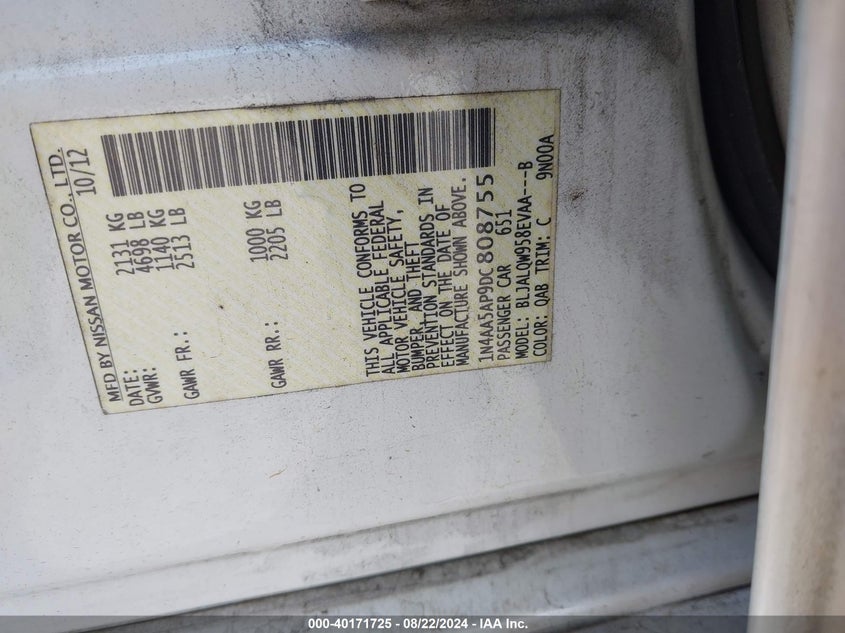 MFD BY NISSAN MOTOR CO., LTD.
DATE: 10/12
GVWR: 2131 KG
4698 LB
GAWR FR.: 1140 KG
2513 LB
GAWR RR.: 1000 KG
2205 LB
THIS VEHICLE CONFORMS TO
ALL APPLICABLE FEDERAL
MOTOR VEHICLE SAFETY,
BUMPER, AND THEFT
PREVENTION STANDARDS IN
EFFECT ON THE DATE OF
MANUFACTURE SHOWN ABOVE.
1N4AA5AP9DC808755
PASSENGER CAR 651
MODEL: BLJALQW958EVAA----B
COLOR: QAB TRIM: C 9N00A
000-40171725 - 08/22/2024 - IAA Inc.